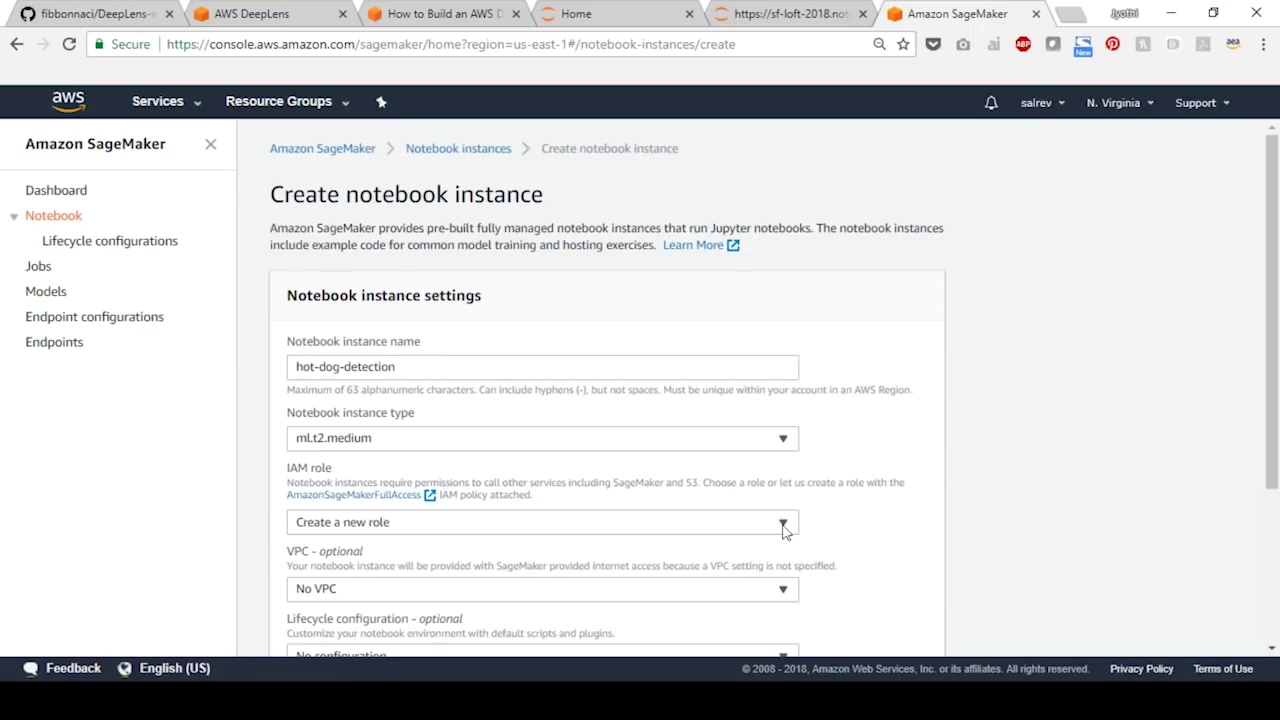 fibbonnaci/DeepLens-
AWS DeepLens
How to Build an AWS D
Home
https://sf-loft-2018.not
Amazon SageMaker
Jyothi
Secure
https://console.aws.amazon.com/sagemaker/home?region=us-east-1#/notebook-instances/create
ai
ABP
New
aea
aws
Services
Resource Groups
salrev
N. Virginia
Support
Amazon SageMaker
Dashboard
Notebook
Lifecycle configurations
Jobs
Models
Endpoint configurations
Endpoints
Amazon SageMaker
Notebook instances
Create notebook instance
Create notebook instance
Amazon SageMaker provides pre-built fully managed notebook instances that run Jupyter notebooks. The notebook instances
include example code for common model training and hosting exercises. Learn More
Notebook instance settings
Notebook instance name
hot-dog-detection
Maximum of 63 alphanumeric characters. Can include hyphens (-), but not spaces. Must be unique within your account in an AWS Region.
Notebook instance type
ml.t2.medium
IAM role
Notebook instances require permissions to call other services including SageMaker and S3. Choose a role or let us create a role with the
AmazonSageMakerFullAccess IAM policy attached.
Create a new role
VPC - optional
Your notebook instance will be provided with SageMaker provided internet access because a VPC setting is not specified.
No VPC
Lifecycle configuration - optional
Customize your notebook environment with default scripts and plugins.
No configuration
Feedback
English (US)
© 2008 - 2018, Amazon Web Services, Inc. or its affiliates. All rights reserved.
Privacy Policy
Terms of Use